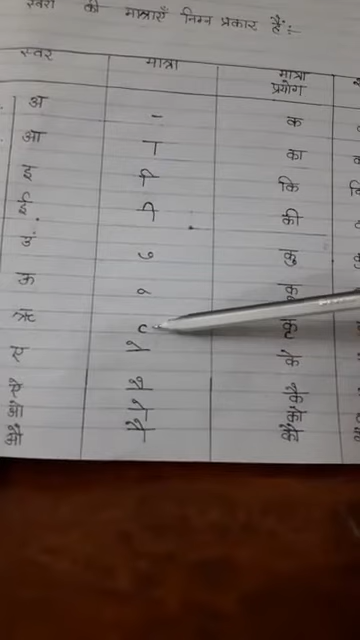 स्वरों की मात्राएँ निम्न प्रकार हैं:-
स्वर मात्रा मात्रा प्रयोग
अ - क
आ ा का
इ ि कि
ई ी की
उ ु कु
ऊ ू कू
ऋ ृ कृ
ए े के
ऐ ै कै
ओ ो को
औ ौ कौ